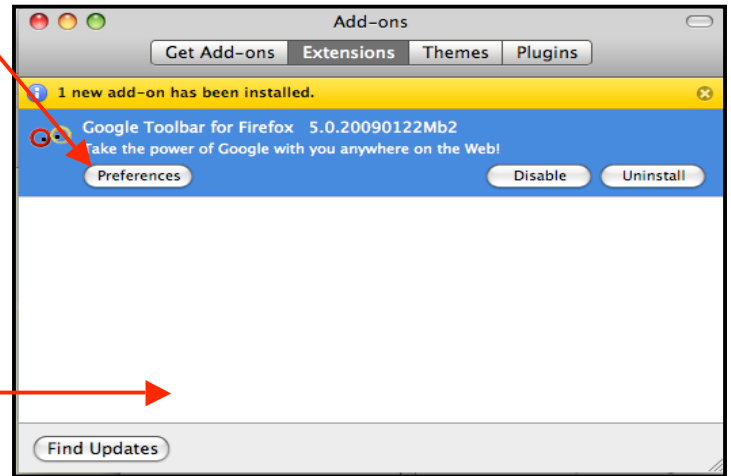 Add-ons
Get Add-ons Extensions Themes Plugins
1 new add-on has been installed.
Google Toolbar for Firefox 5.0.20090122Mb2
Take the power of Google with you anywhere on the Web!
Preferences Disable Uninstall
Find Updates